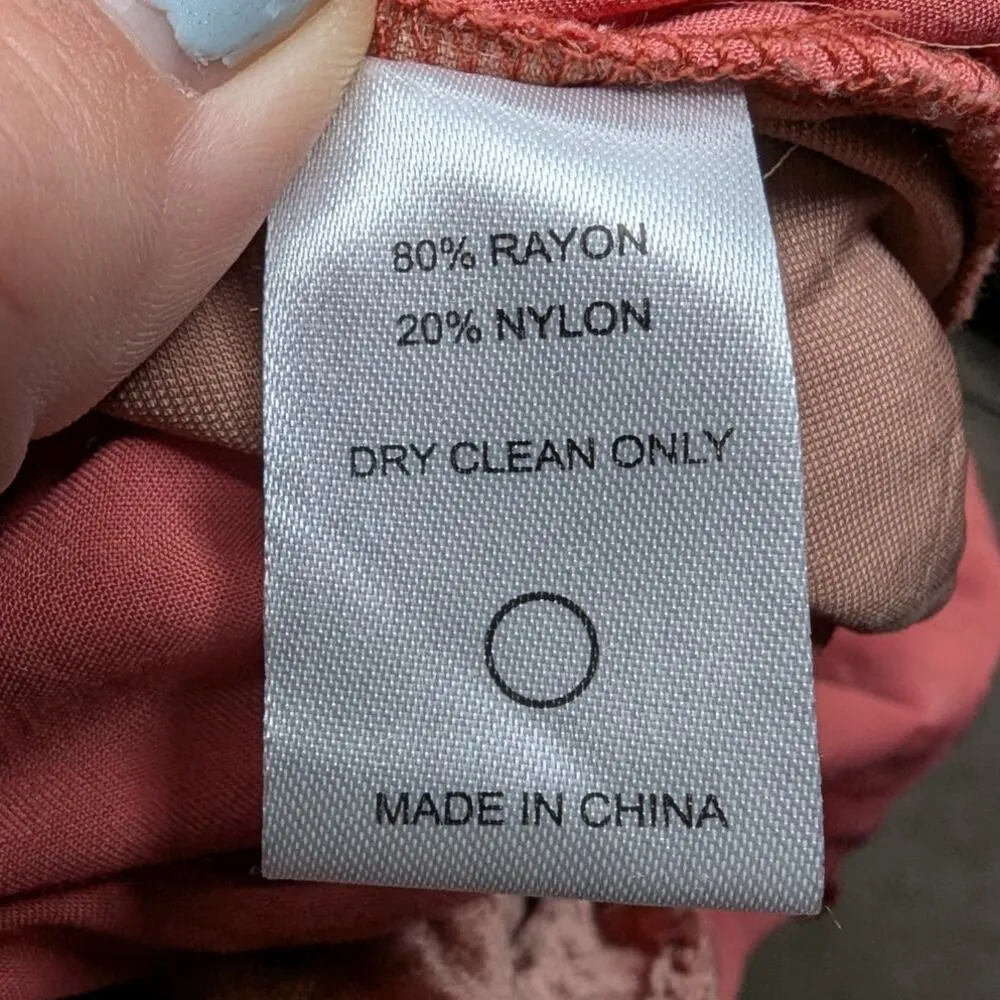 80% RAYON
20% NYLON
DRY CLEAN ONLY
MADE IN CHINA